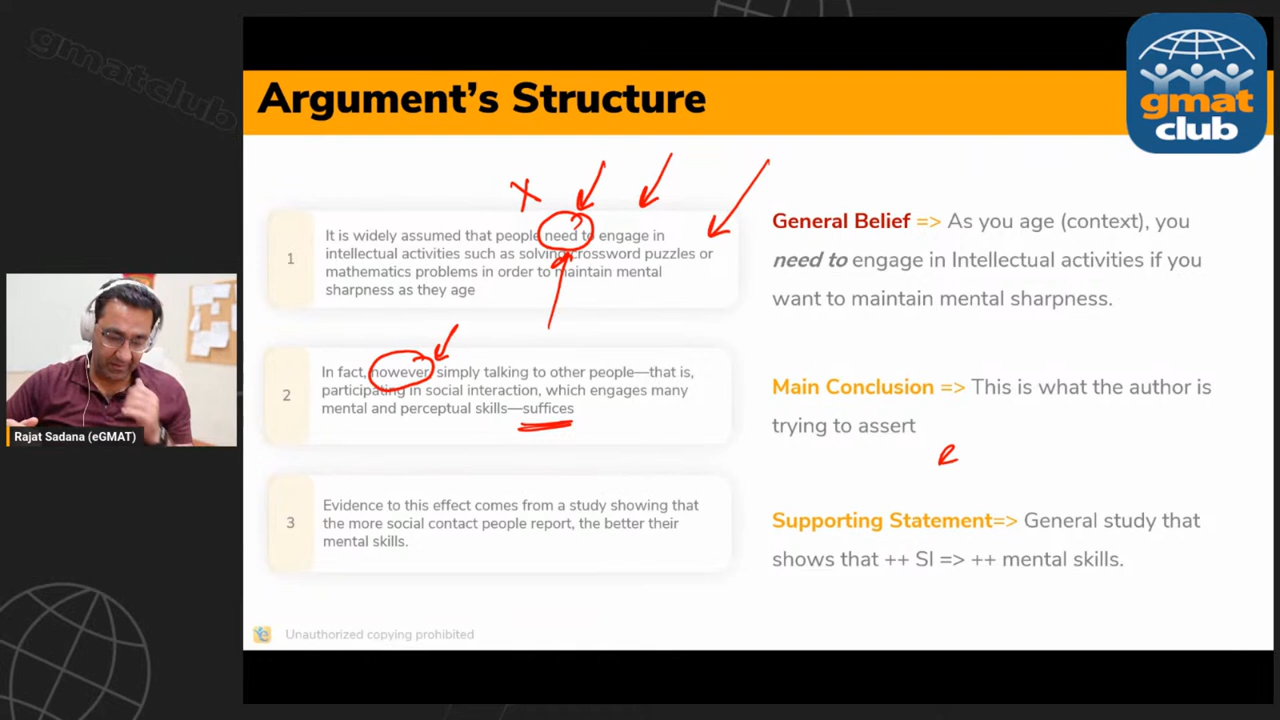 gmatclub
gmat
club
Argument's Structure
1
It is widely assumed that people need to engage in
intellectual activities such as solving crossword puzzles or
mathematics problems in order to maintain mental
sharpness as they age
General Belief => As you age (context), you
need to engage in Intellectual activities if you
want to maintain mental sharpness.
2
In fact, however, simply talking to other people—that is,
participating in social interaction, which engages many
mental and perceptual skills—suffices
Main Conclusion => This is what the author is
trying to assert
Rajat Sadana (eGMAT)
3
Evidence to this effect comes from a study showing that
the more social contact people report, the better their
mental skills.
Supporting Statement=> General study that
shows that ++ SI => ++ mental skills.
Unauthorized copying prohibited